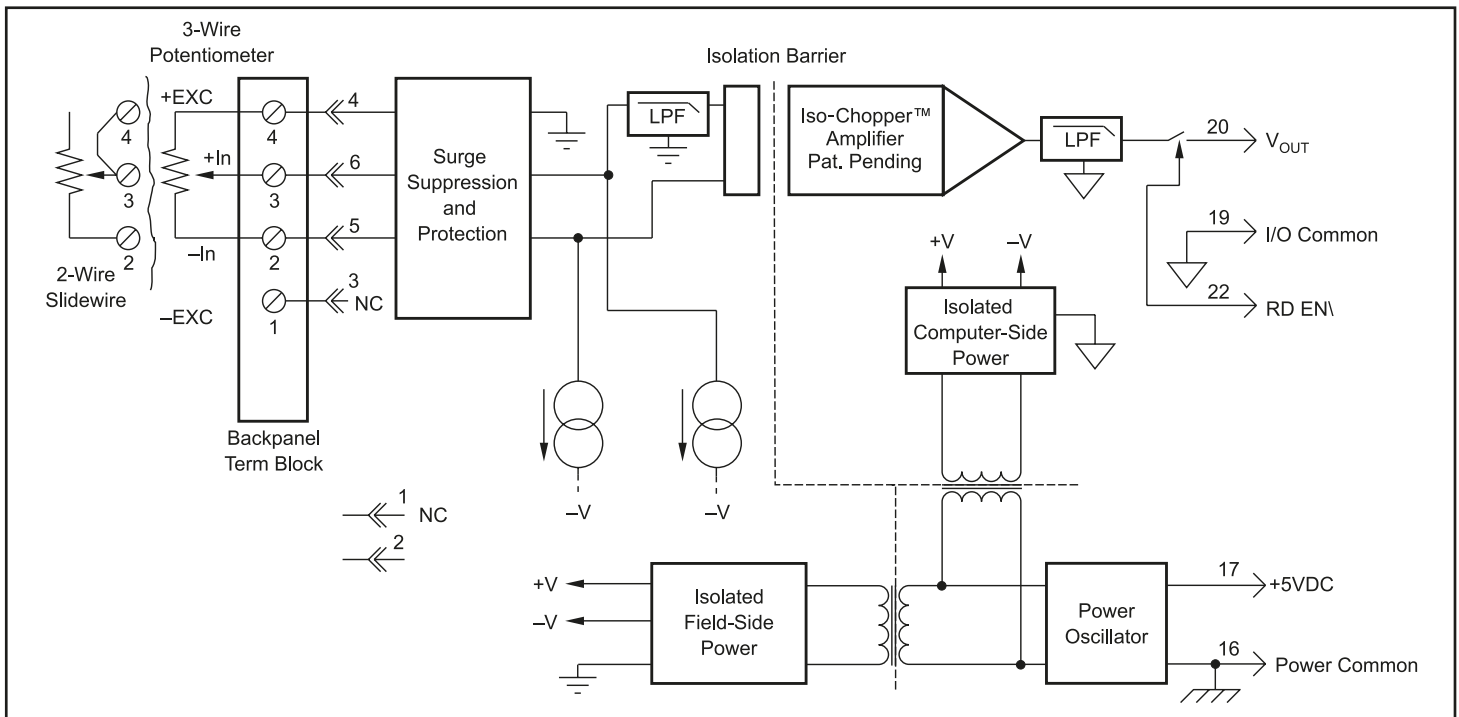 3-Wire
Potentiometer
Isolation Barrier
+EXC
4
4
4
LPF
Iso-Chopper™
Amplifier
Pat. Pending
LPF
20
VOUT
+In
3
3
6
Surge
Suppression
and
Protection
–In
2
2
5
19
I/O Common
2-Wire
Slidewire
–EXC
1
3
NC
+V
–V
22
RD EN\
Isolated
Computer-Side
Power
Backpanel
Term Block
–V
–V
1
NC
2
+V
–V
Isolated
Field-Side
Power
Power
Oscillator
17
+5VDC
16
Power Common